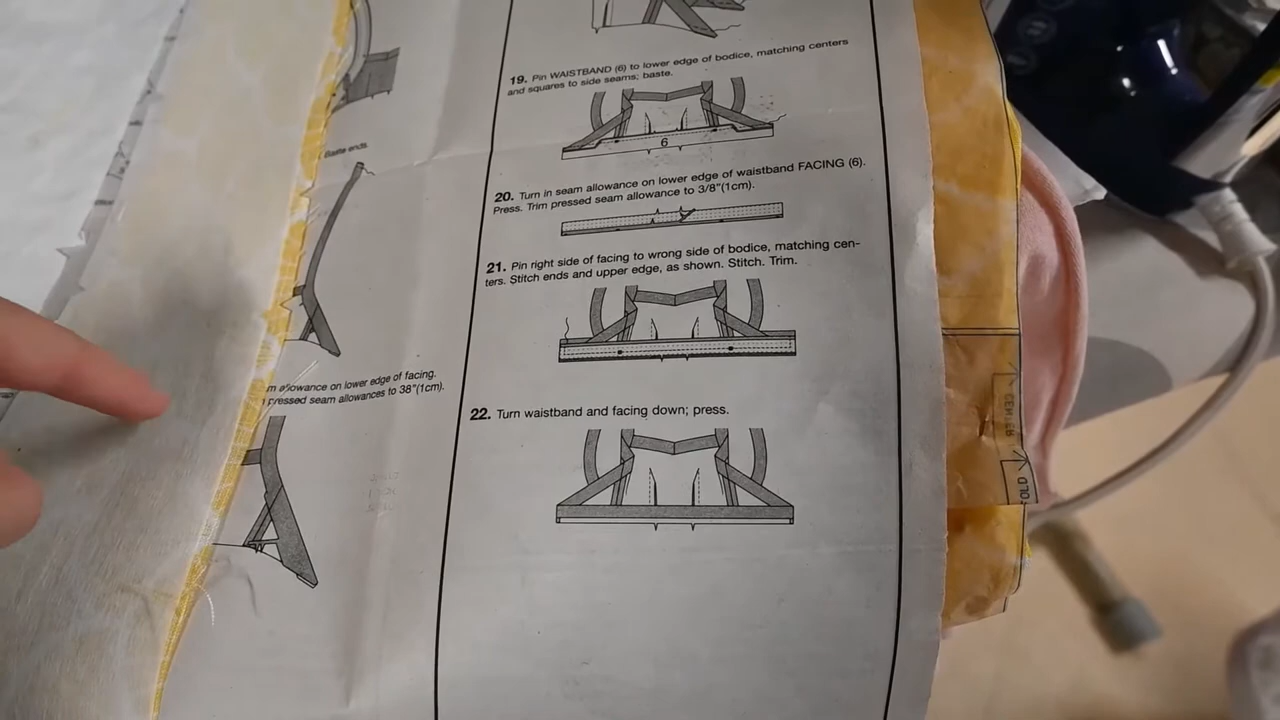 Baste ends.
m allowance on lower edge of facing.
pressed seam allowances to 38"(1cm).
19. Pin WAISTBAND (6) to lower edge of bodice, matching centers
and squares to side seams; baste.
6
20. Turn in seam allowance on lower edge of waistband FACING (6).
Press. Trim pressed seam allowance to 3/8"(1cm).
21. Pin right side of facing to wrong side of bodice, matching cen-
ters. Stitch ends and upper edge, as shown. Stitch. Trim.
22. Turn waistband and facing down; press.
CENTER
FOLD